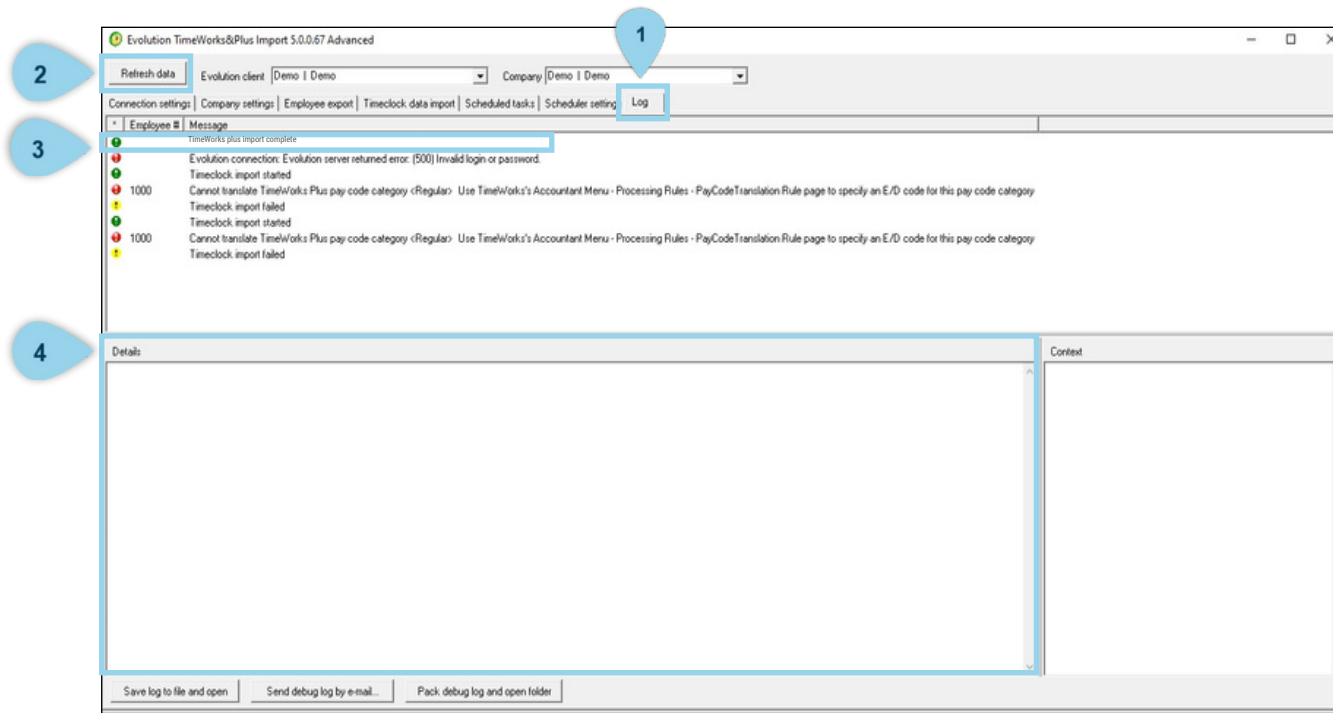 1
Evolution TimeWorks&Plus Import 5.0.0.67 Advanced
2
Refresh data Evolution client Demo | Demo Company Demo | Demo
Connection settings Company settings Employee export Timeclock data import Scheduled tasks Scheduler setting Log
* Employee # Message
3
TimeWorks plus import complete
Evolution connection: Evolution server returned error: (500) Invalid login or password.
Timeclock import started
1000 Cannot translate TimeWorks Plus pay code category <Regular> Use TimeWorks's Accountant Menu - Processing Rules - PayCodeTranslation Rule page to specify an E/D code for this pay code category
Timeclock import failed
Timeclock import started
1000 Cannot translate TimeWorks Plus pay code category <Regular> Use TimeWorks's Accountant Menu - Processing Rules - PayCodeTranslation Rule page to specify an E/D code for this pay code category
Timeclock import failed
4
Details Context
Save log to file and open Send debug log by e-mail... Pack debug log and open folder